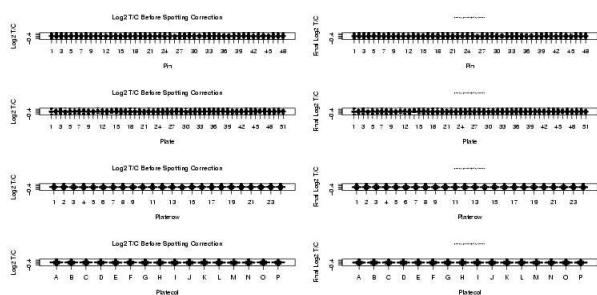 Log2 T/C Before Spotting Correction
Log2 T/C
-0.4
1 3 5 7 9 12 15 18 21 24 27 30 33 36 39 42 45 48
Pin
Final Log2 T/C
-0.4
1 3 5 7 9 12 15 18 21 24 27 30 33 36 39 42 45 48
Pin
Log2 T/C Before Spotting Correction
Log2 T/C
-0.4
1 3 5 7 9 12 15 18 21 24 27 30 33 36 39 42 45 48 51
Plate
Final Log2 T/C
-0.4
1 3 5 7 9 12 15 18 21 24 27 30 33 36 39 42 45 48 51
Plate
Log2 T/C Before Spotting Correction
Log2 T/C
-0.4
1 2 3 4 5 6 7 8 9 11 13 15 17 19 21 23
Platerow
Final Log2 T/C
-0.4
1 2 3 4 5 6 7 8 9 11 13 15 17 19 21 23
Platerow
Log2 T/C Before Spotting Correction
Log2 T/C
-0.4
A B C D E F G H I J K L M N O P
Platecol
Final Log2 T/C
-0.4
A B C D E F G H I J K L M N O P
Platecol